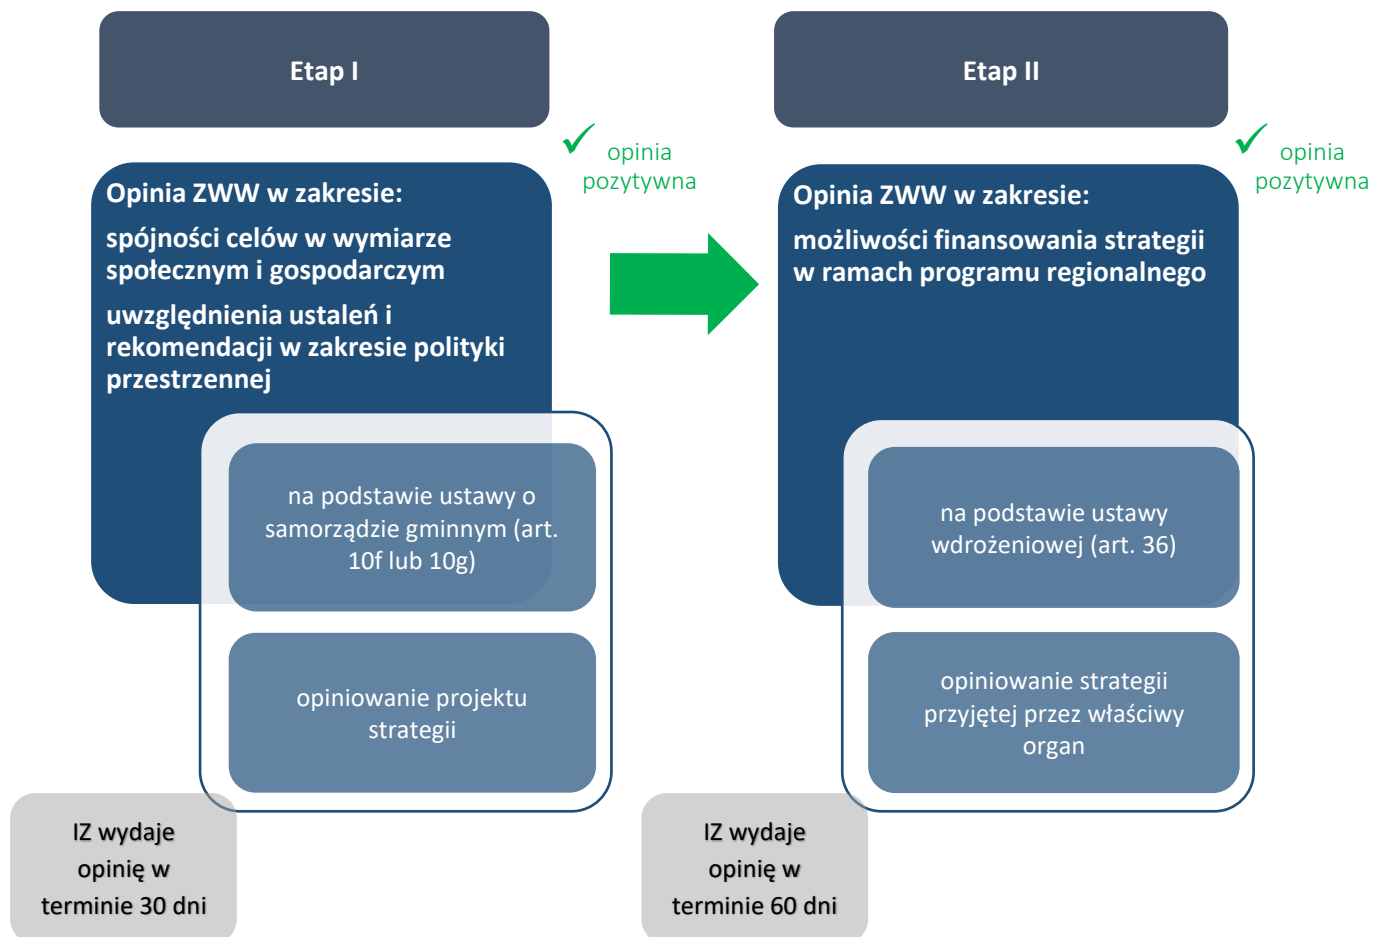 Etap I
opinia
pozytywna
Opinia ZWW w zakresie:
spójności celów w wymiarze
społecznym i gospodarczym
uwzględnienia ustaleń i
rekomendacji w zakresie polityki
przestrzennej
na podstawie ustawy o
samorządzie gminnym (art.
10f lub 10g)
opiniowanie projektu
strategii
IZ wydaje
opinię w
terminie 30 dni
Etap II
opinia
pozytywna
Opinia ZWW w zakresie:
możliwości finansowania strategii
w ramach programu regionalnego
na podstawie ustawy
wdrożeniowej (art. 36)
opiniowanie strategii
przyjętej przez właściwy
organ
IZ wydaje
opinię w
terminie 60 dni